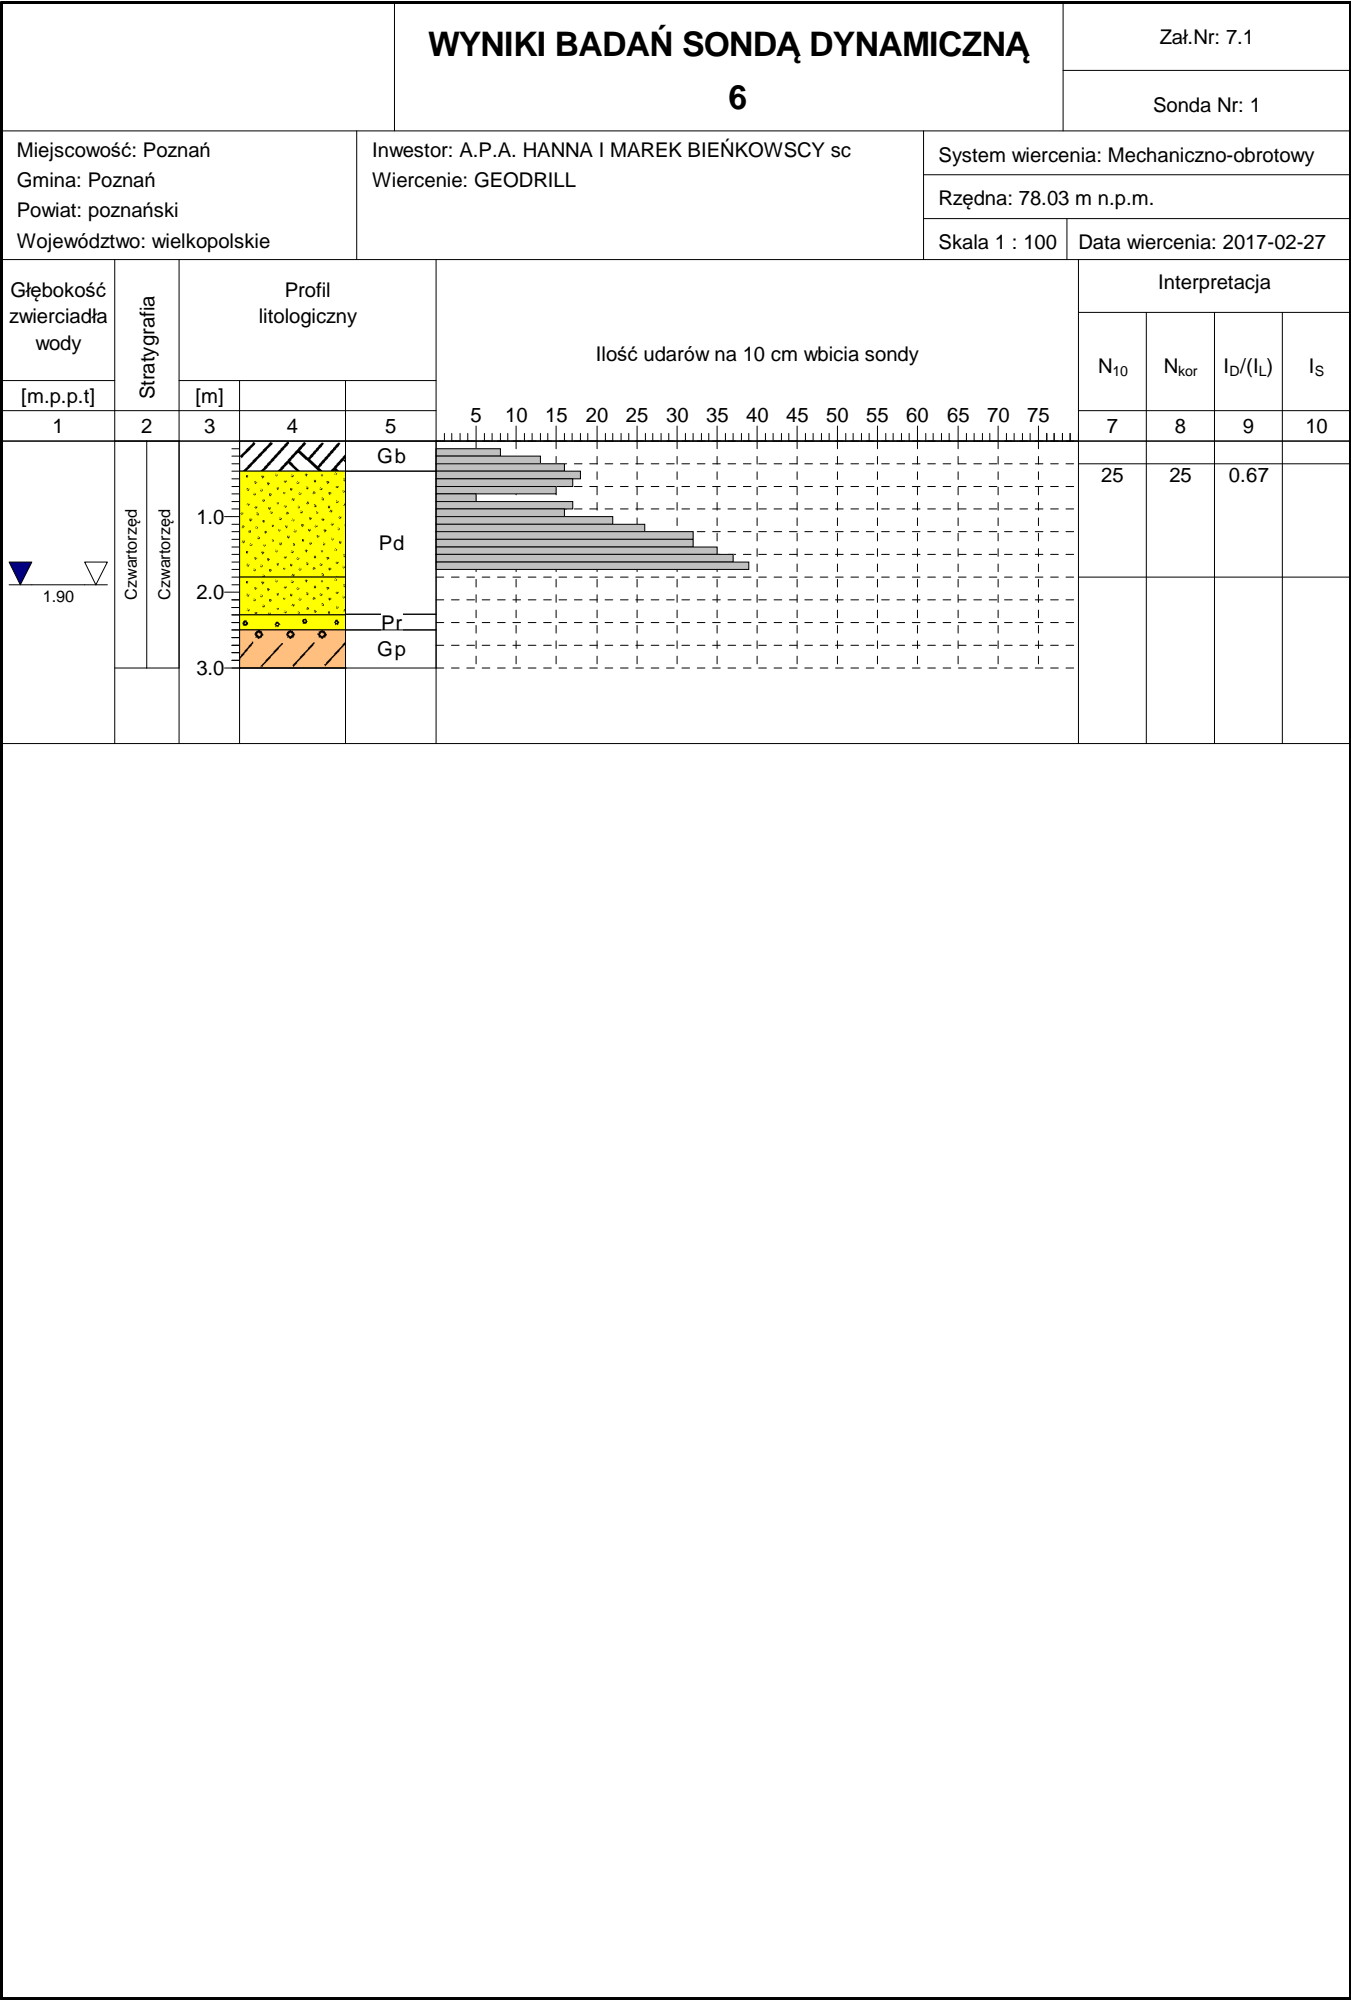 WYNIKI BADAŃ SONDĄ DYNAMICZNĄ
6
Zał.Nr: 7.1
Sonda Nr: 1
Miejscowość: Poznań
Gmina: Poznań
Powiat: poznański
Województwo: wielkopolskie
Inwestor: A.P.A. HANNA I MAREK BIEŃKOWSCY sc
Wiercenie: GEODRILL
System wiercenia: Mechaniczno-obrotowy
Rzędna: 78.03 m n.p.m.
Skala 1 : 100
Data wiercenia: 2017-02-27
Głębokość
zwierciadła
wody
[m.p.p.t]
Stratygrafia
Profil
litologiczny
[m]
Ilość udarów na 10 cm wbicia sondy
Interpretacja
N10
Nkor
ID/(IL)
IS
5 10 15 20 25 30 35 40 45 50 55 60 65 70 75
1 2 3 4 5 7 8 9 10
Gb
25 25 0.67
1.0
Pd
Czwartorzęd
Czwartorzęd
1.90
2.0
Pr
Gp
3.0